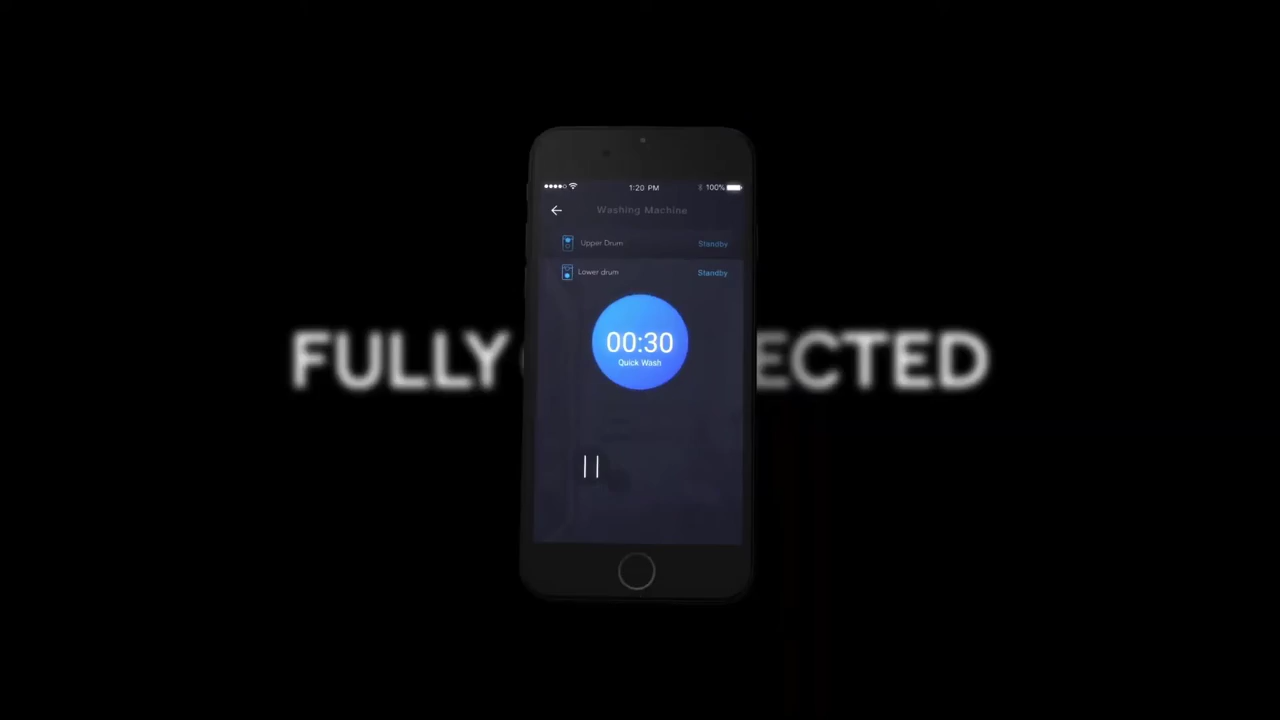 1:20 PM 100%
Washing Machine
Upper Drum Standby
Lower drum Standby
00:30
Quick Wash
FULLY ECTED